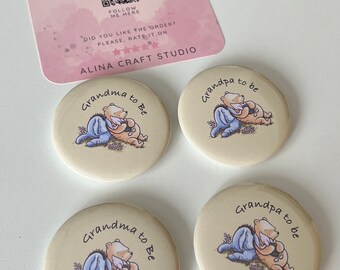 FOLLOW
ME HERE
"DID YOU LIKE THE ORDER?
PLEASE, RATE IT ON
ALINA CRAFT STUDIO
Grandma to Be
Grandpa to be
Grandma to Be
Grandpa to be